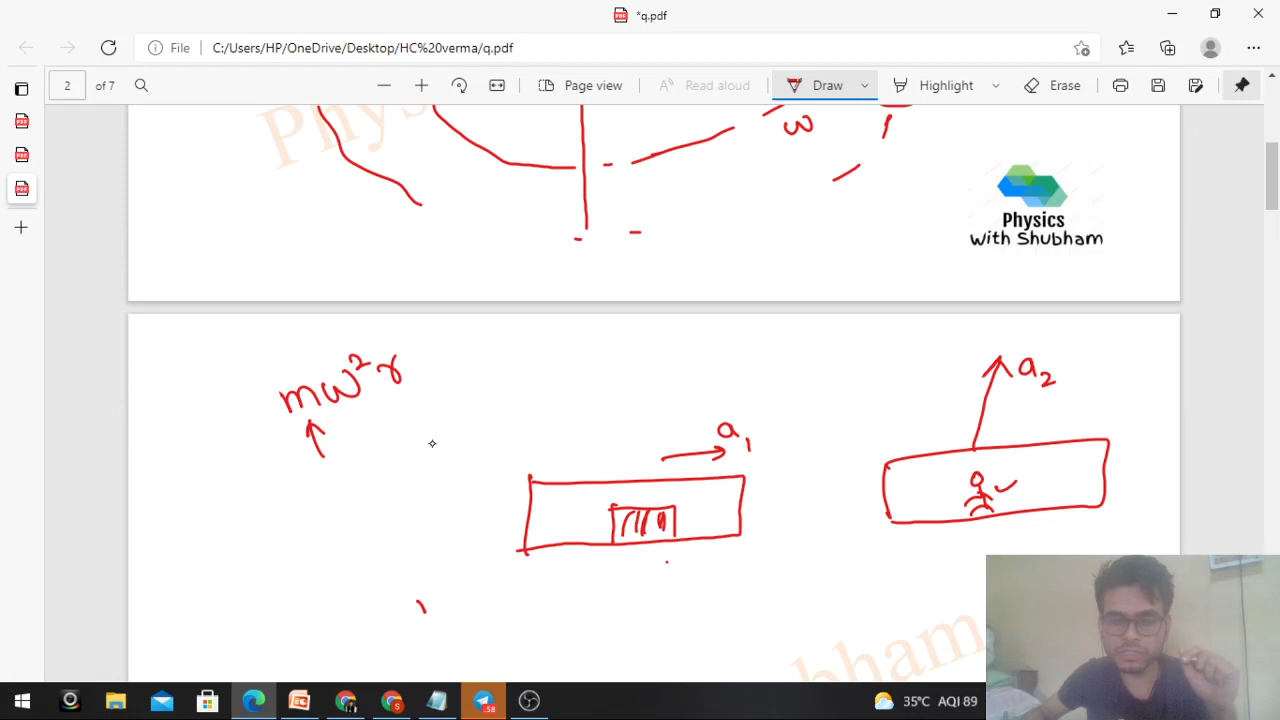 *q.pdf
File C:/Users/HP/OneDrive/Desktop/HC%20verma/q.pdf
2 of 7 Page view Read aloud Draw Highlight Erase
ω
Physics
with Shubham
mω²r
a₁
a₂
35°C AQI 89